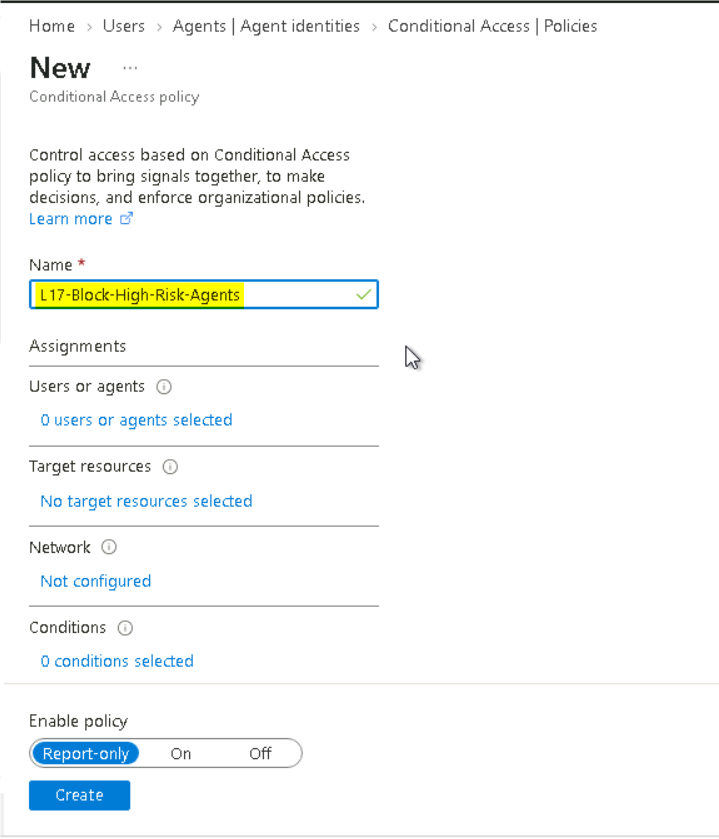 Home > Users > Agents | Agent identities > Conditional Access | Policies
New ...
Conditional Access policy
Control access based on Conditional Access
policy to bring signals together, to make
decisions, and enforce organizational policies.
Learn more
Name *
L17-Block-High-Risk-Agents
Assignments
Users or agents
0 users or agents selected
Target resources
No target resources selected
Network
Not configured
Conditions
0 conditions selected
Enable policy
Report-only On Off
Create